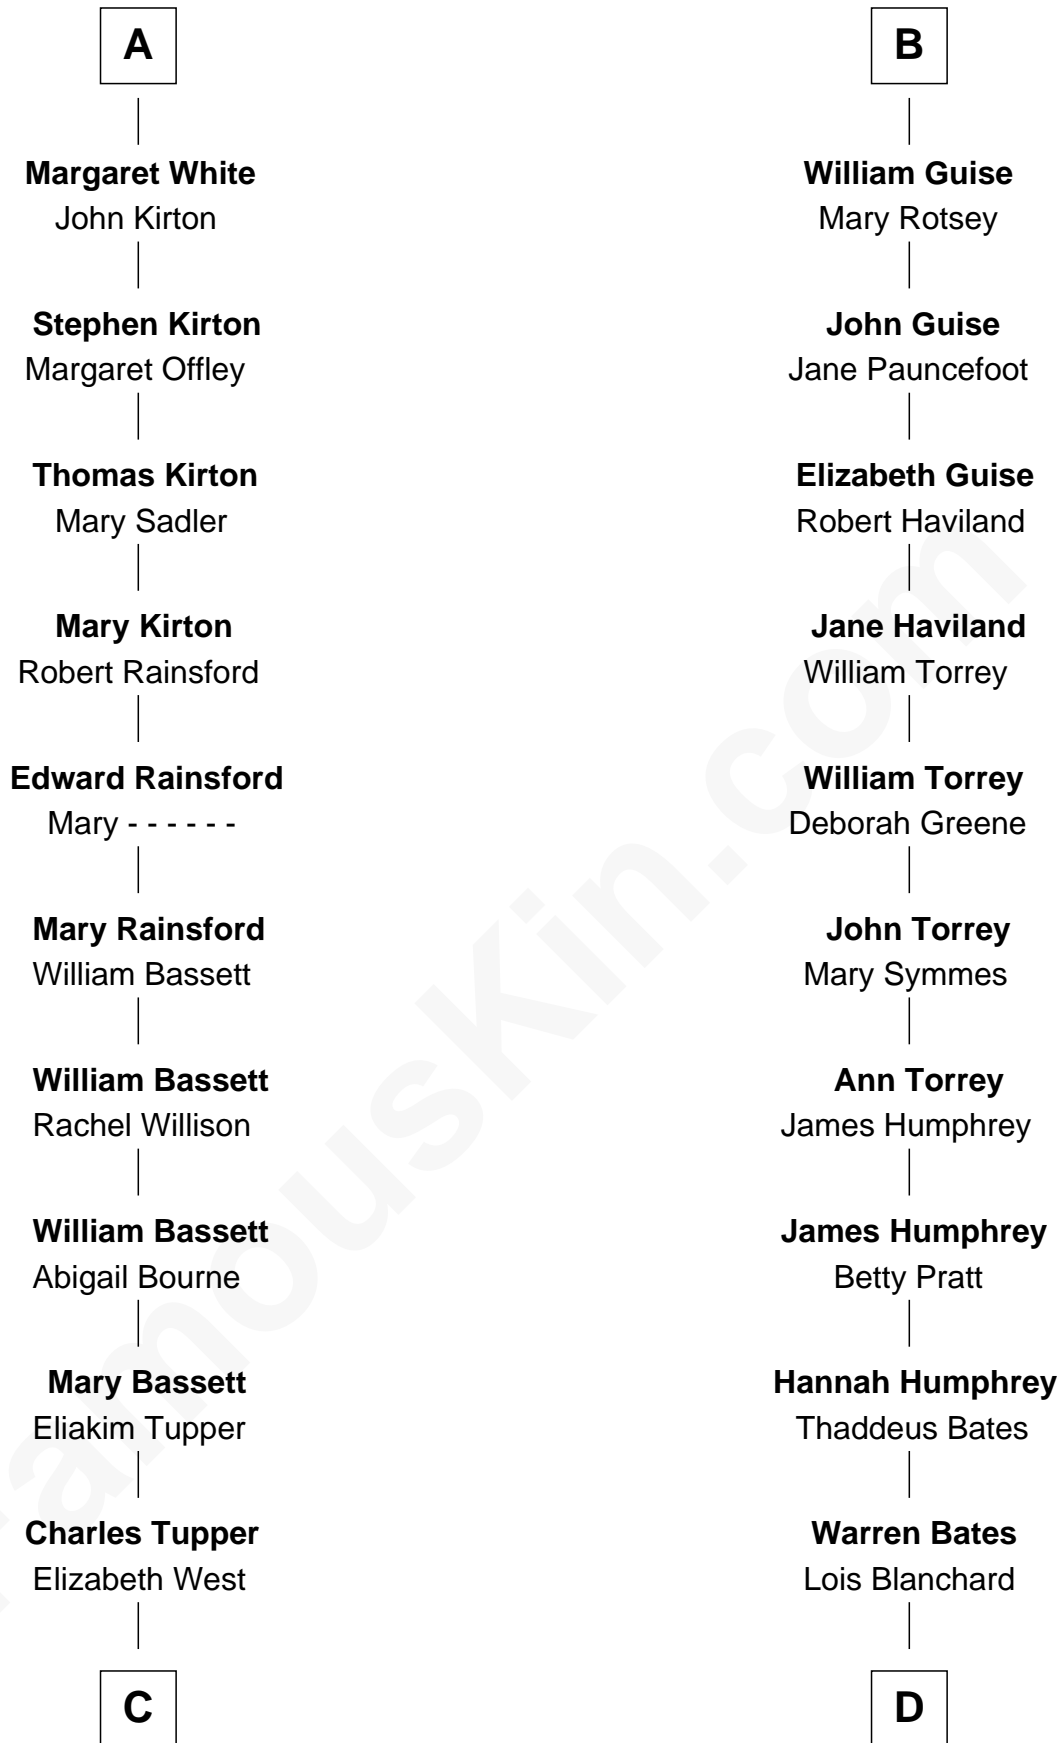 A
Margaret White
John Kirton
Stephen Kirton
Margaret Offley
Thomas Kirton
Mary Sadler
Mary Kirton
Robert Rainsford
Edward Rainsford
Mary - - - - - -
Mary Rainsford
William Bassett
William Bassett
Rachel Willison
William Bassett
Abigail Bourne
Mary Bassett
Eliakim Tupper
Charles Tupper
Elizabeth West
C
B
William Guise
Mary Rotsey
John Guise
Jane Pauncefoot
Elizabeth Guise
Robert Haviland
Jane Haviland
William Torrey
William Torrey
Deborah Greene
John Torrey
Mary Symmes
Ann Torrey
James Humphrey
James Humphrey
Betty Pratt
Hannah Humphrey
Thaddeus Bates
Warren Bates
Lois Blanchard
D
FamousKin.com